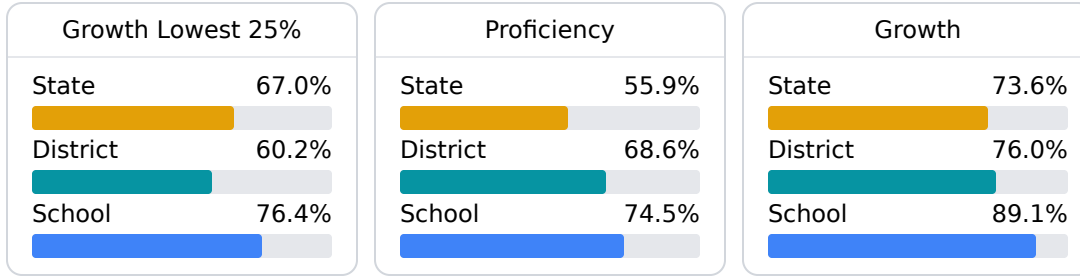 Growth Lowest 25%
State 67.0%
District 60.2%
School 76.4%
Proficiency
State 55.9%
District 68.6%
School 74.5%
Growth
State 73.6%
District 76.0%
School 89.1%